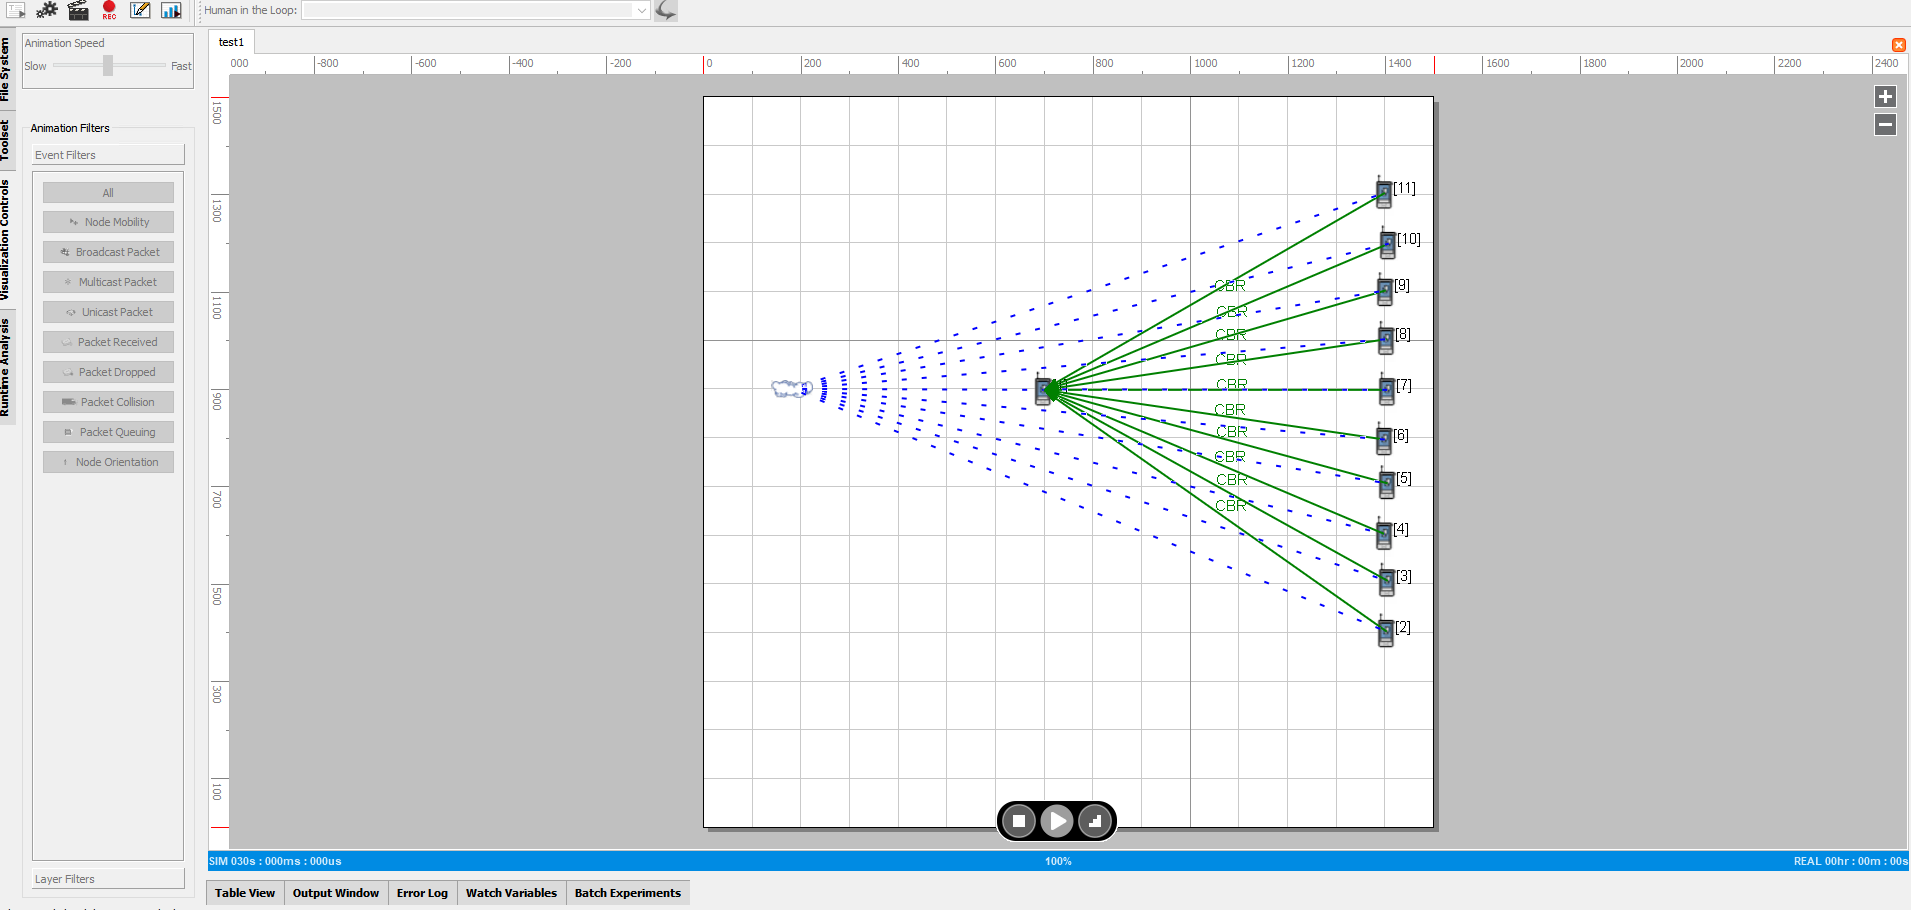 REC
Human in the Loop:
File System
Toolset
Visualization Controls
Runtime Analysis
Animation Speed
Slow
Fast
Animation Filters
Event Filters
All
Node Mobility
Broadcast Packet
Multicast Packet
Unicast Packet
Packet Received
Packet Dropped
Packet Collision
Packet Queuing
Node Orientation
Layer Filters
test1
000 -800 -600 -400 -200 0 200 400 600 800 1000 1200 1400 1600 1800 2000 2200 2400
1500
1300
1100
900
700
500
300
100
[11]
[10]
[9]
[8]
[7]
[6]
[5]
[4]
[3]
[2]
CBR
CBR
CBR
CBR
CBR
CBR
CBR
CBR
CBR
CBR
SIM 030s : 000ms : 000us 100% REAL 00hr : 00m : 00s
Table View Output Window Error Log Watch Variables Batch Experiments